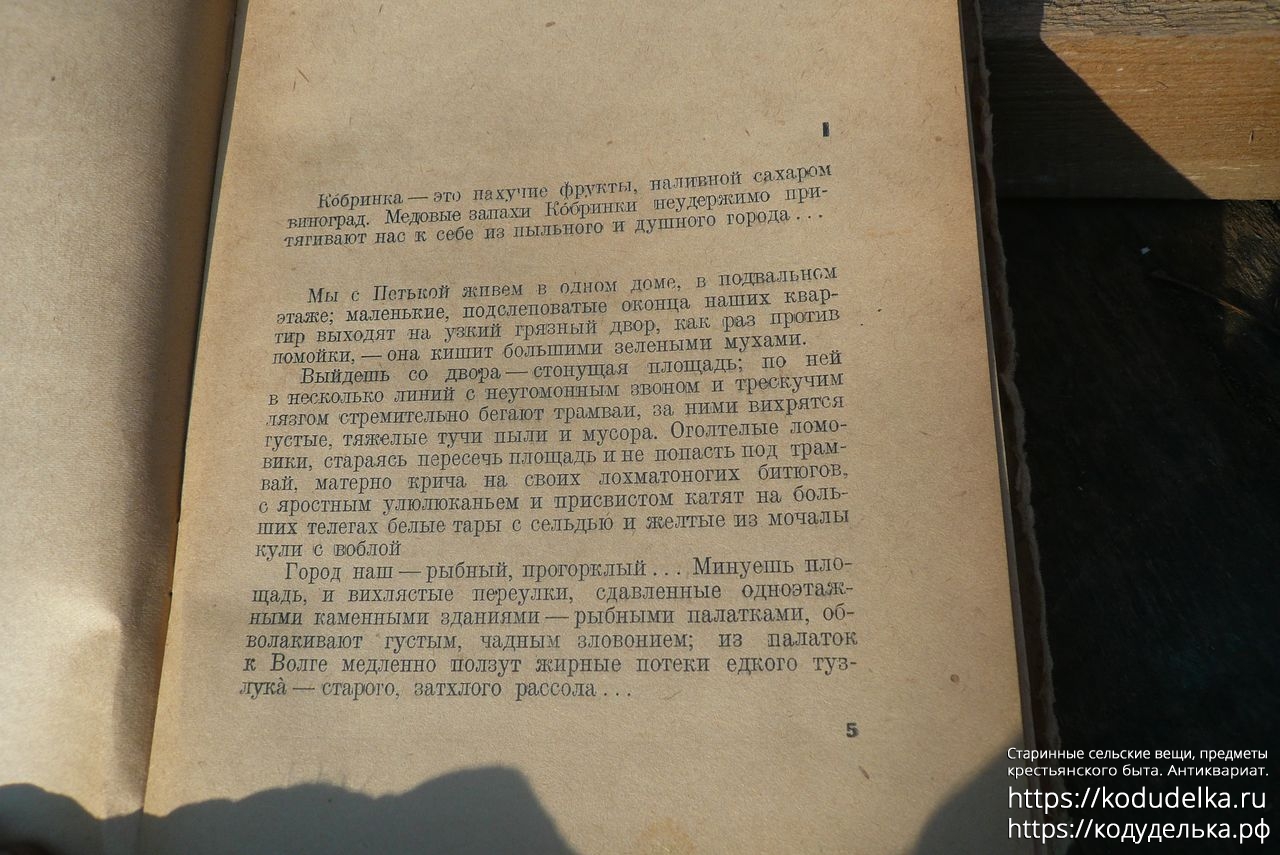 I
Ко́бринка — это пахучие фрукты, наливной сахаром
виноград. Медовые запахи Ко́бринки неудержимо при-
тягивают нас к себе из пыльного и душного города...
Мы с Петькой живем в одном доме, в подвальном
этаже; маленькие, подслеповатые оконца наших квар-
тир выходят на узкий грязный двор, как раз против
помойки, — она кишит большими зелеными мухами.
Выйдешь со двора — стонущая площадь; по ней
в несколько линий с неугомонным звоном и трескучим
лязгом стремительно бегают трамваи, за ними вихрятся
густые, тяжелые тучи пыли и мусора. Оголтелые ломо-
вики, стараясь пересечь площадь и не попасть под трам-
вай, матерно крича на своих лохматоногих битюгов,
с яростным улюлюканьем и присвистом катят на боль-
ших телегах белые тары с сельдью и желтые из мочалы
кули с воблой
Город наш — рыбный, прогорклый... Минуешь пло-
щадь, и вихлястые переулки, сдавленные одноэтаж-
ными каменными зданиями — рыбными палатками, об-
волакивают густым, чадным зловонием; из палаток
к Волге медленно ползут жирные потеки едкого туз-
лука̀ — старого, затхлого рассола...
5
Старинные сельские вещи, предметы
крестьянского быта. Антиквариат.
https://kodudelka.ru
https://кодуделька.рф